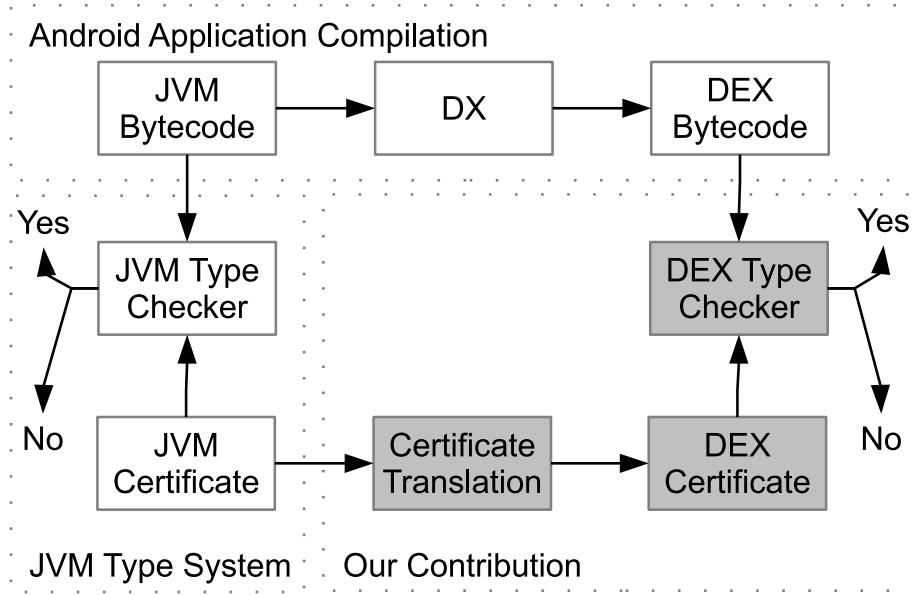 Android Application Compilation
JVM
Bytecode
DX
DEX
Bytecode
Yes
JVM Type
Checker
No
DEX Type
Checker
Yes
No
JVM
Certificate
Certificate
Translation
DEX
Certificate
JVM Type System
Our Contribution